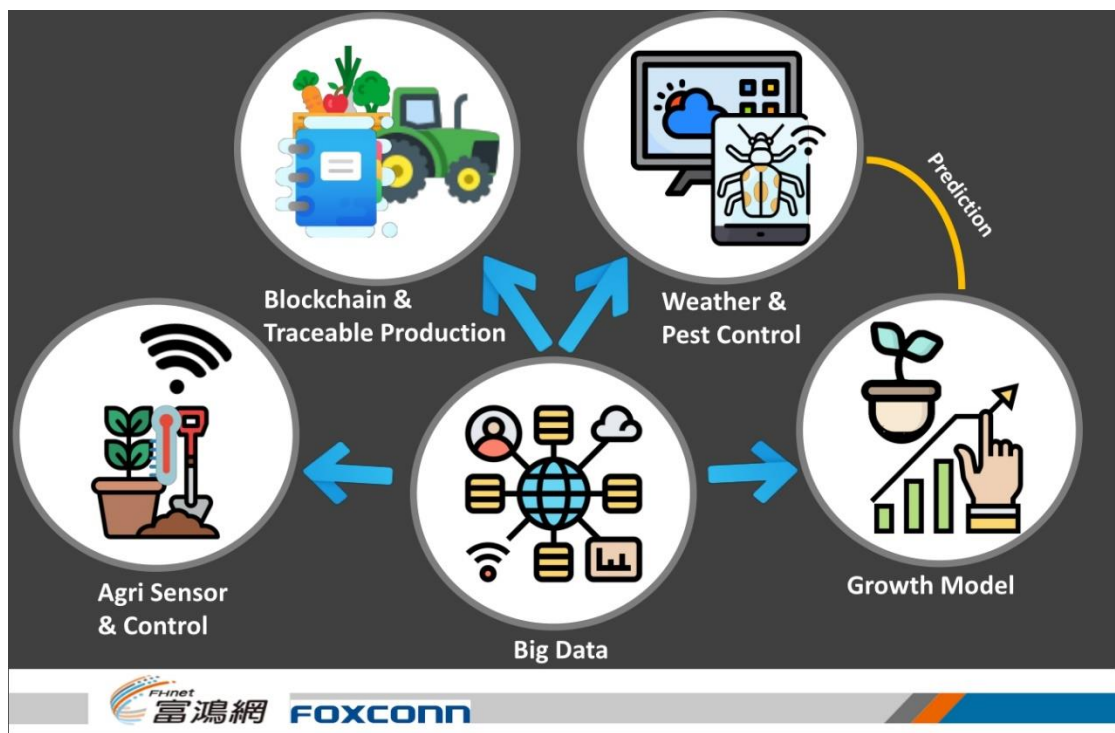 Prediction
Blockchain &
Traceable Production
Weather &
Pest Control
Agri Sensor
& Control
Growth Model
Big Data
FHnet
富鴻網
FOXCONN